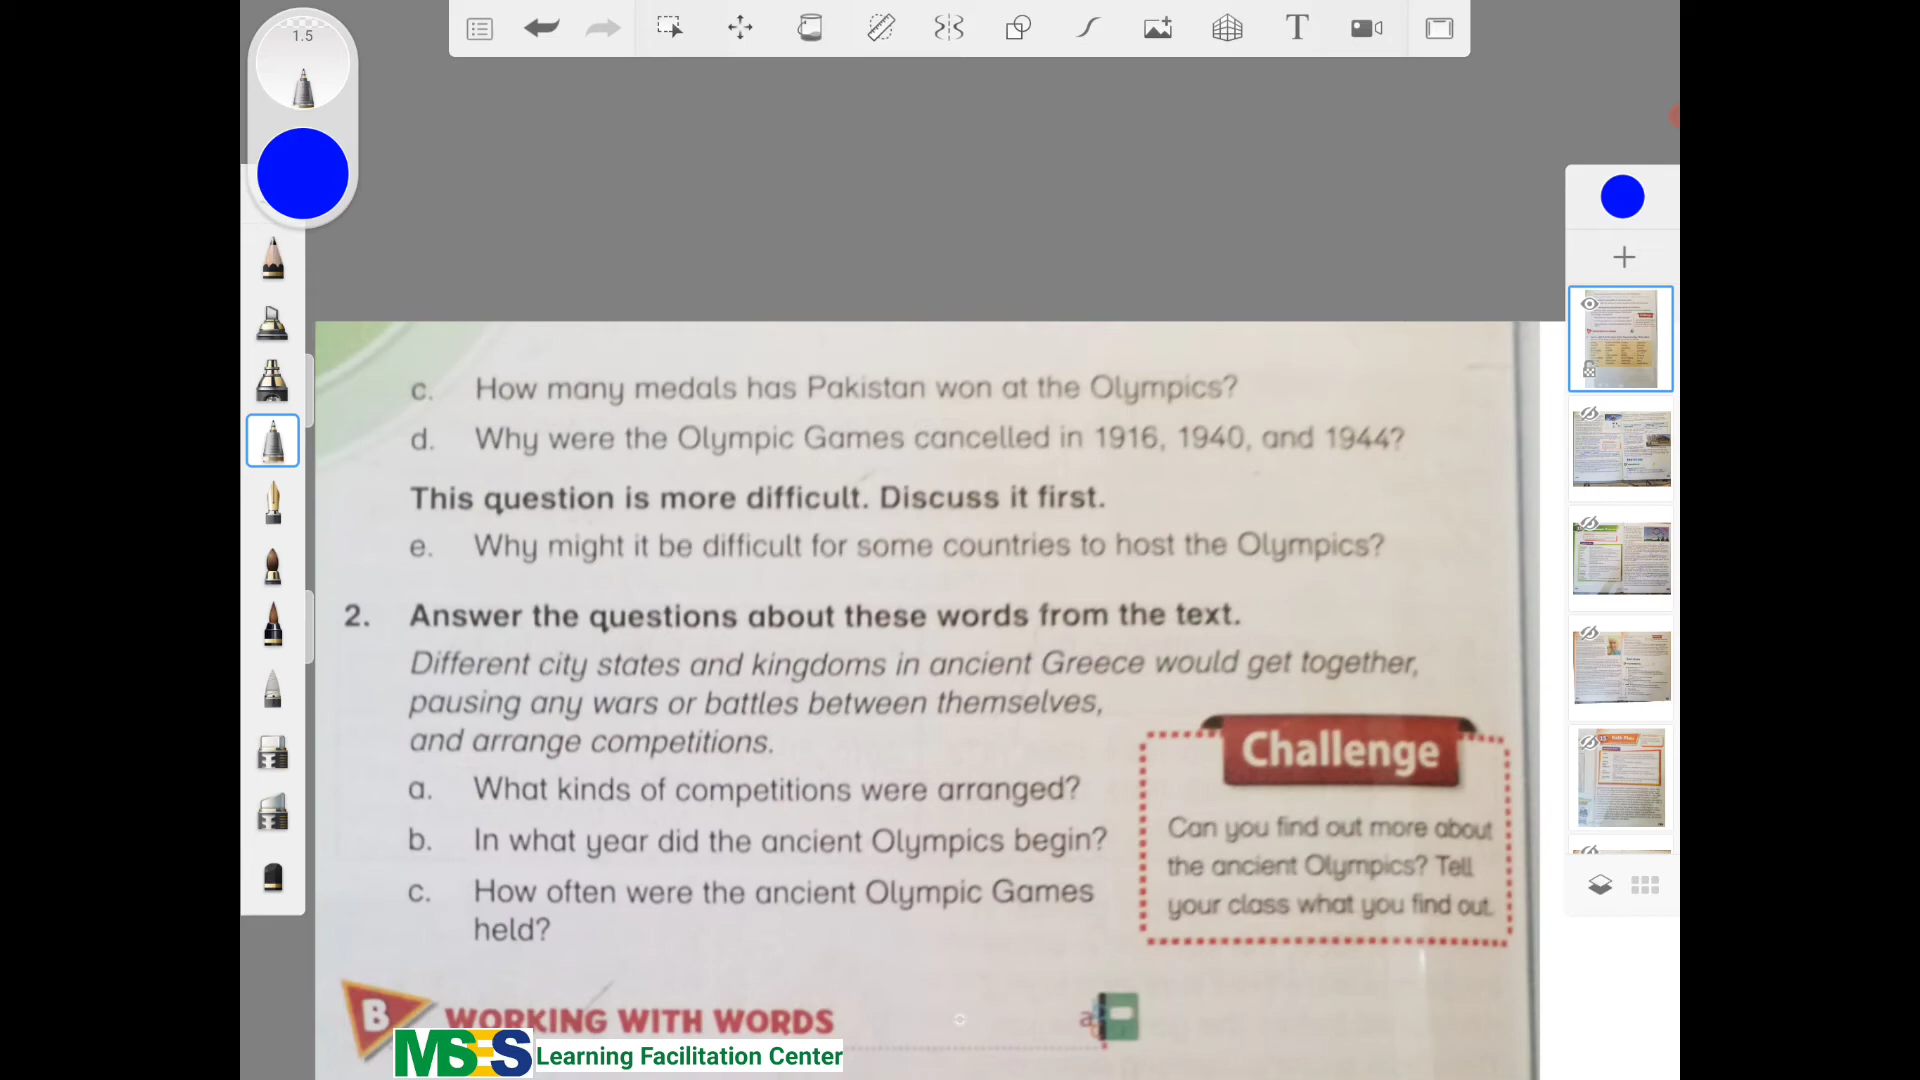 1.5
T
c. How many medals has Pakistan won at the Olympics?
d. Why were the Olympic Games cancelled in 1916, 1940, and 1944?
This question is more difficult. Discuss it first.
e. Why might it be difficult for some countries to host the Olympics?
2. Answer the questions about these words from the text.
Different city states and kingdoms in ancient Greece would get together,
pausing any wars or battles between themselves,
and arrange competitions.
a. What kinds of competitions were arranged?
b. In what year did the ancient Olympics begin?
c. How often were the ancient Olympic Games
held?
Challenge
Can you find out more about
the ancient Olympics? Tell
your class what you find out.
B WORKING WITH WORDS
MSES Learning Facilitation Center